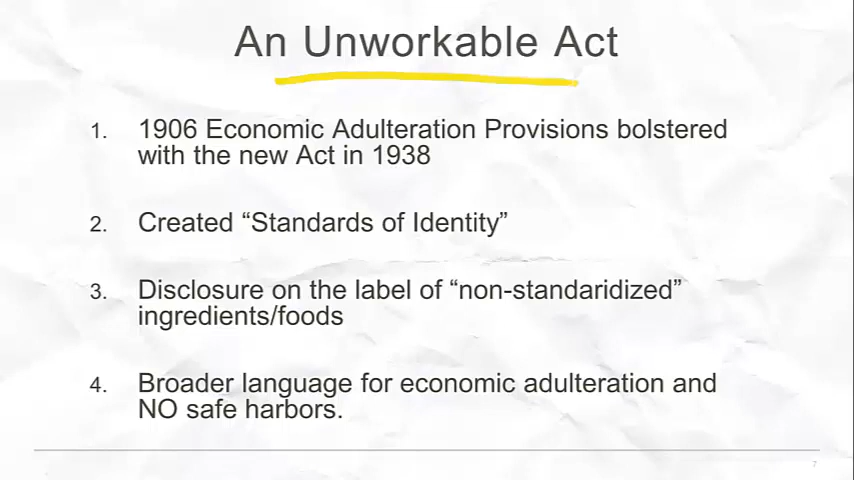 An Unworkable Act
1. 1906 Economic Adulteration Provisions bolstered
with the new Act in 1938
2. Created “Standards of Identity”
3. Disclosure on the label of “non-standaridized”
ingredients/foods
4. Broader language for economic adulteration and
NO safe harbors.
7